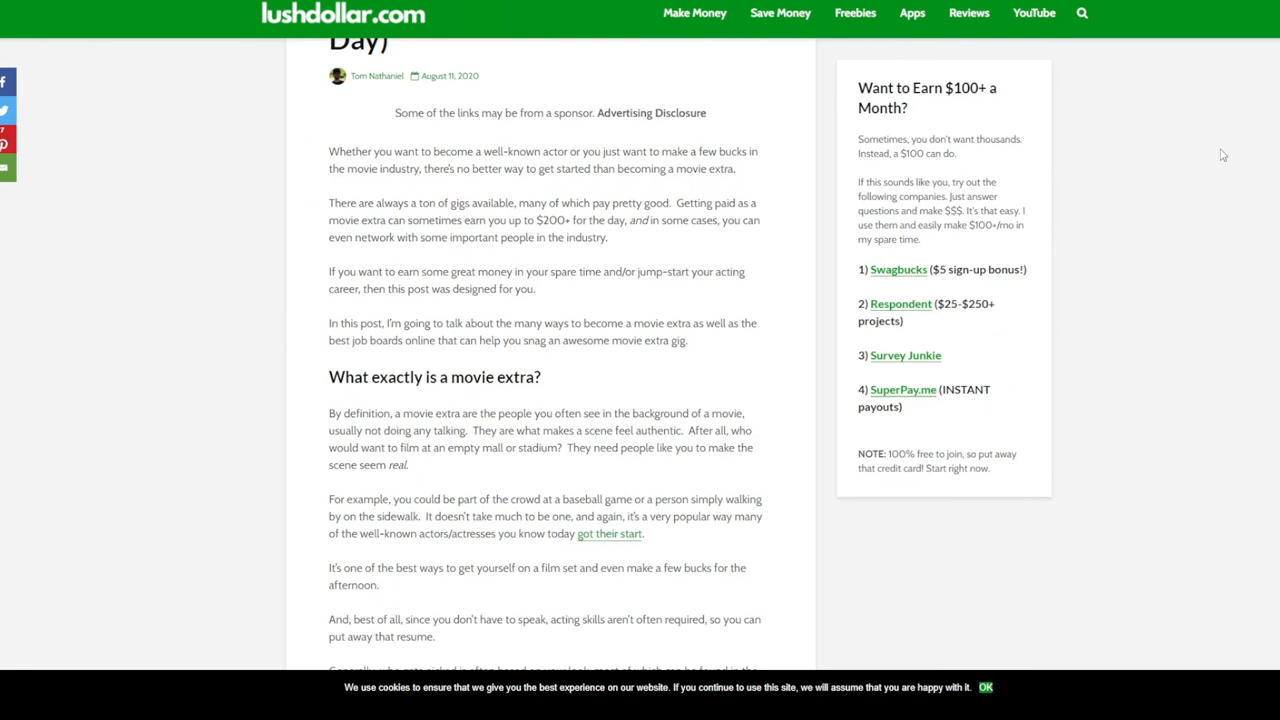 lushdollar.com
Make Money
Save Money
Freebies
Apps
Reviews
YouTube
Day)
Tom Nathaniel
August 11, 2020
Some of the links may be from a sponsor. Advertising Disclosure
Whether you want to become a well-known actor or you just want to make a few bucks in
the movie industry, there's no better way to get started than becoming a movie extra.
There are always a ton of gigs available, many of which pay pretty good. Getting paid as a
movie extra can sometimes earn you up to $200+ for the day, and in some cases, you can
even network with some important people in the industry.
If you want to earn some great money in your spare time and/or jump-start your acting
career, then this post was designed for you.
In this post, I'm going to talk about the many ways to become a movie extra as well as the
best job boards online that can help you snag an awesome movie extra gig.
What exactly is a movie extra?
By definition, a movie extra are the people you often see in the background of a movie,
usually not doing any talking. They are what makes a scene feel authentic. After all, who
would want to film at an empty mall or stadium? They need people like you to make the
scene seem real.
For example, you could be part of the crowd at a baseball game or a person simply walking
by on the sidewalk. It doesn't take much to be one, and again, it's a very popular way many
of the well-known actors/actresses you know today got their start.
It's one of the best ways to get yourself on a film set and even make a few bucks for the
afternoon.
And, best of all, since you don't have to speak, acting skills aren't often required, so you can
put away that resume.
Want to Earn $100+ a
Month?
Sometimes, you don't want thousands.
Instead, a $100 can do.
If this sounds like you, try out the
following companies. Just answer
questions and make $$$. It's that easy. I
use them and easily make $100+/mo in
my spare time.
1) Swagbucks ($5 sign-up bonus!)
2) Respondent ($25-$250+
projects)
3) Survey Junkie
4) SuperPay.me (INSTANT
payouts)
NOTE: 100% free to join, so put away
that credit card! Start right now.
We use cookies to ensure that we give you the best experience on our website. If you continue to use this site, we will assume that you are happy with it. OK